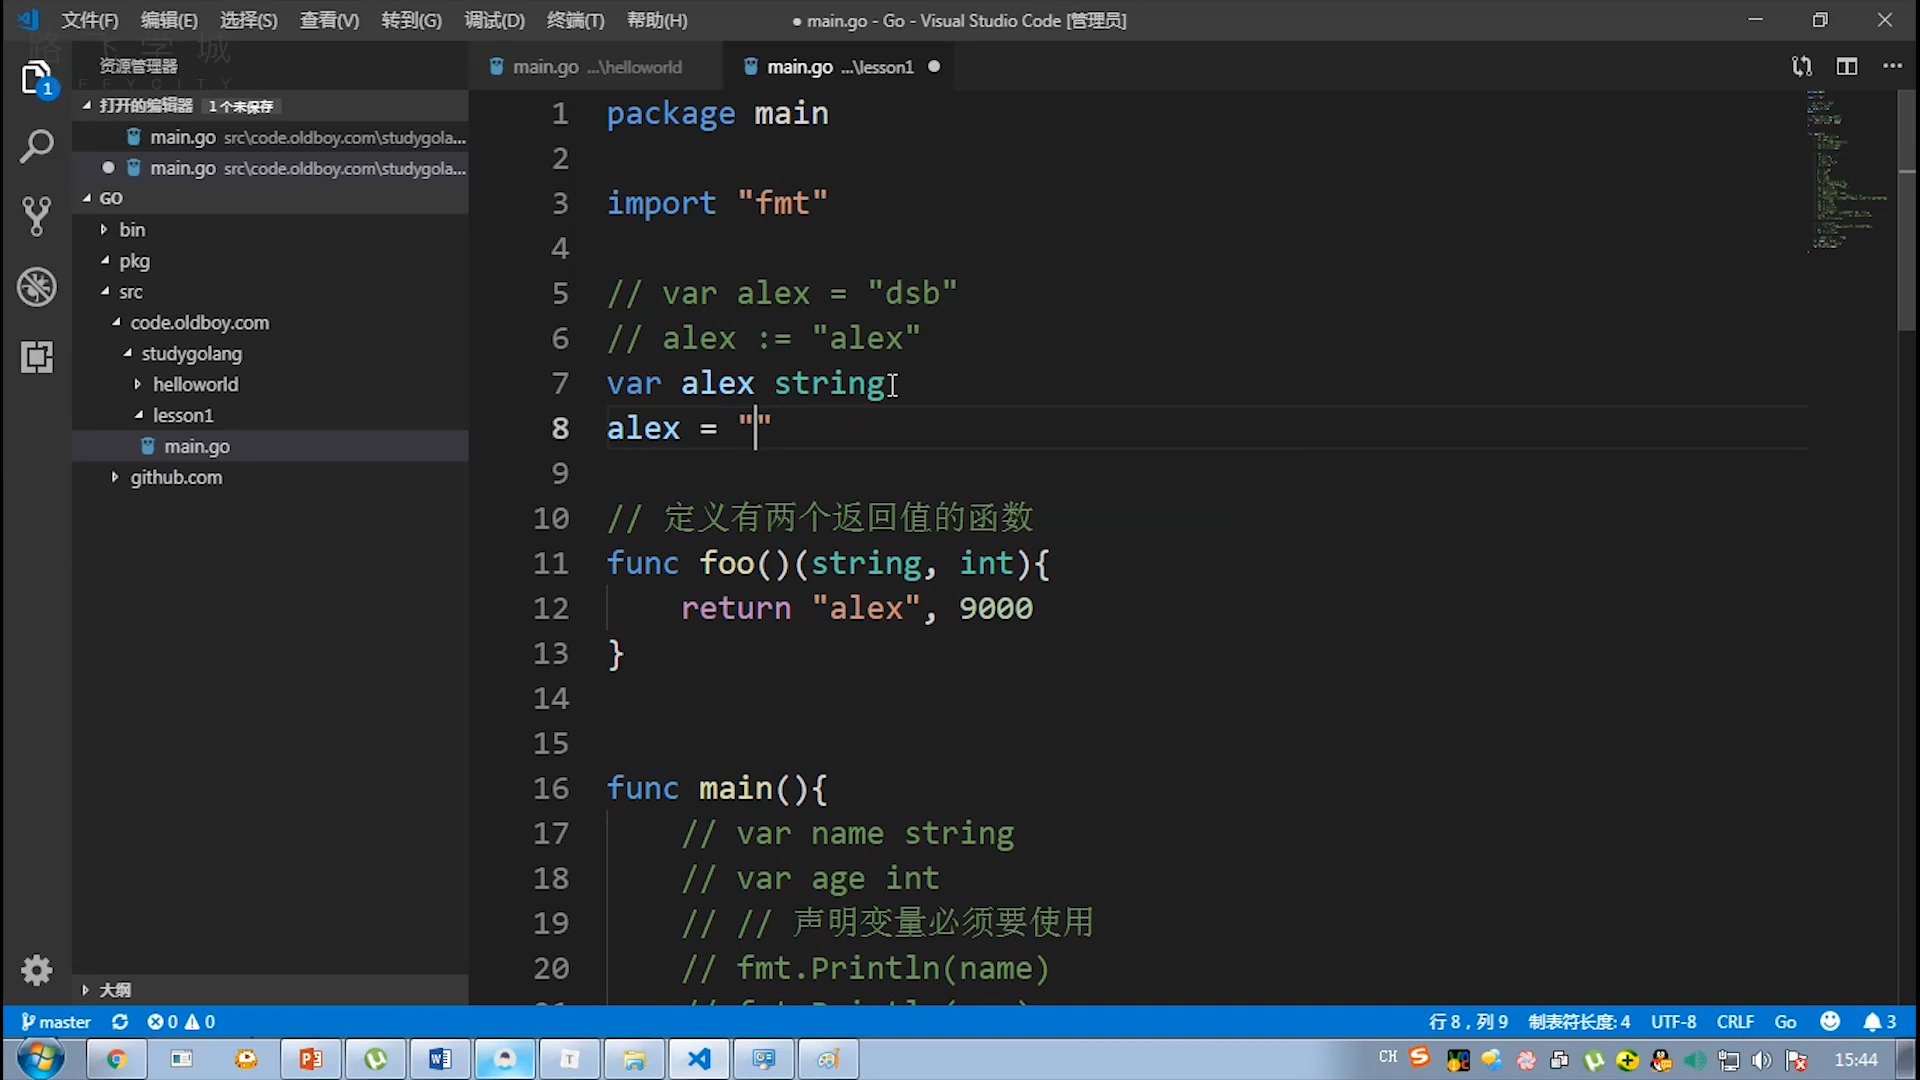 文件(F) 编辑(E) 选择(S) 查看(V) 转到(G) 调试(D) 终端(T) 帮助(H) ● main.go - Go - Visual Studio Code [管理员]
路飞学城
资源管理器
1
打开的编辑器 1 个未保存
main.go src\code.oldboy.com\studygola...
main.go src\code.oldboy.com\studygola...
GO
bin
pkg
src
code.oldboy.com
studygolang
helloworld
lesson1
main.go
github.com
大纲
main.go ...\helloworld
main.go ...\lesson1
1 package main
2
3 import "fmt"
4
5 // var alex = "dsb"
6 // alex := "alex"
7 var alex string
8 alex = ""
9
10 // 定义有两个返回值的函数
11 func foo()(string, int){
12 return "alex", 9000
13 }
14
15
16 func main(){
17 // var name string
18 // var age int
19 // // 声明变量必须要使用
20 // fmt.Println(name)
master 0 0 行 8，列 9 制表符长度: 4 UTF-8 CRLF Go 3
CH 15:44